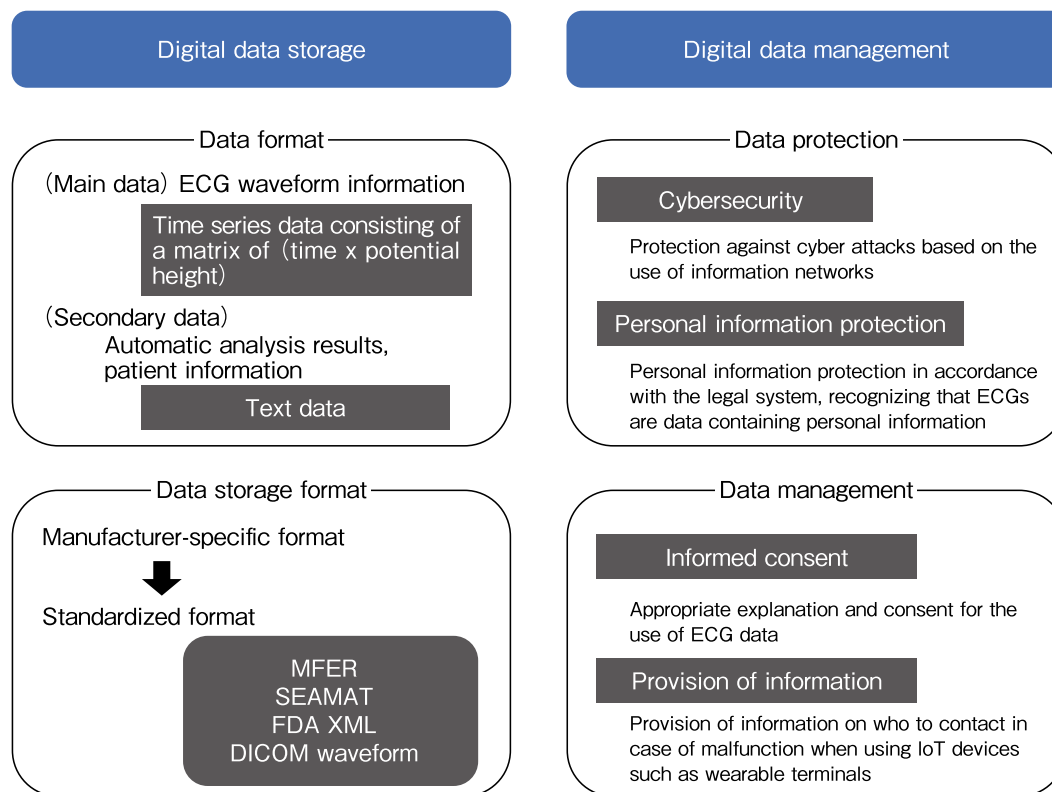 Digital data storage
Data format
(Main data) ECG waveform information
Time series data consisting of
a matrix of (time x potential
height)
(Secondary data)
Automatic analysis results,
patient information
Text data
Data storage format
Manufacturer-specific format
Standardized format
MFER
SEAMAT
FDA XML
DICOM waveform
Digital data management
Data protection
Cybersecurity
Protection against cyber attacks based on the
use of information networks
Personal information protection
Personal information protection in accordance
with the legal system, recognizing that ECGs
are data containing personal information
Data management
Informed consent
Appropriate explanation and consent for the
use of ECG data
Provision of information
Provision of information on who to contact in
case of malfunction when using IoT devices
such as wearable terminals